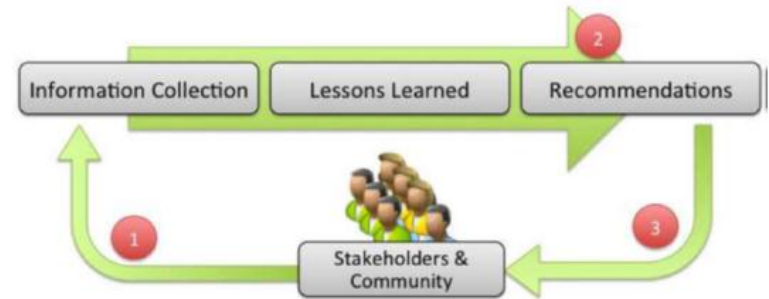 2
Information Collection
Lessons Learned
Recommendations
1
3
Stakeholders &
Community